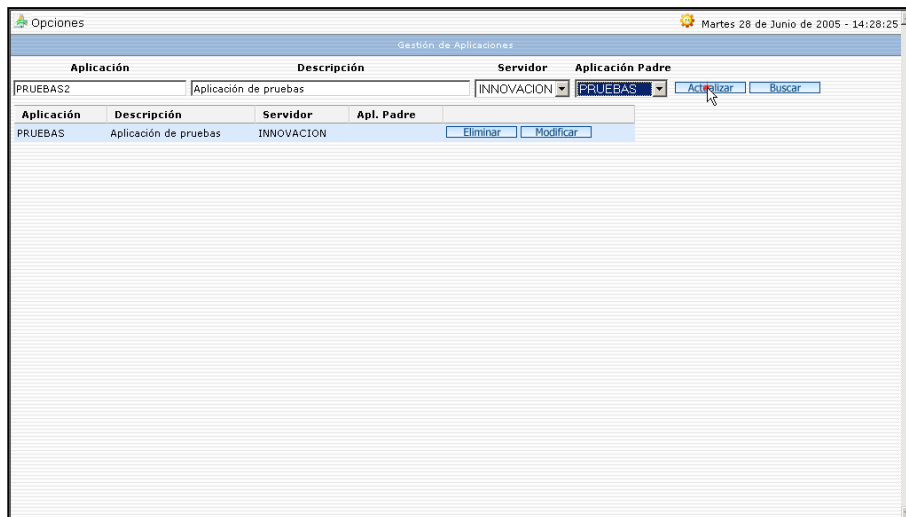 Opciones Martes 28 de Junio de 2005 - 14:28:25
Gestión de Aplicaciones
Aplicación Descripción Servidor Aplicación Padre
PRUEBAS2 Aplicación de pruebas INNOVACION PRUEBAS Actualizar Buscar
Aplicación Descripción Servidor Apl. Padre
PRUEBAS Aplicación de pruebas INNOVACION Eliminar Modificar